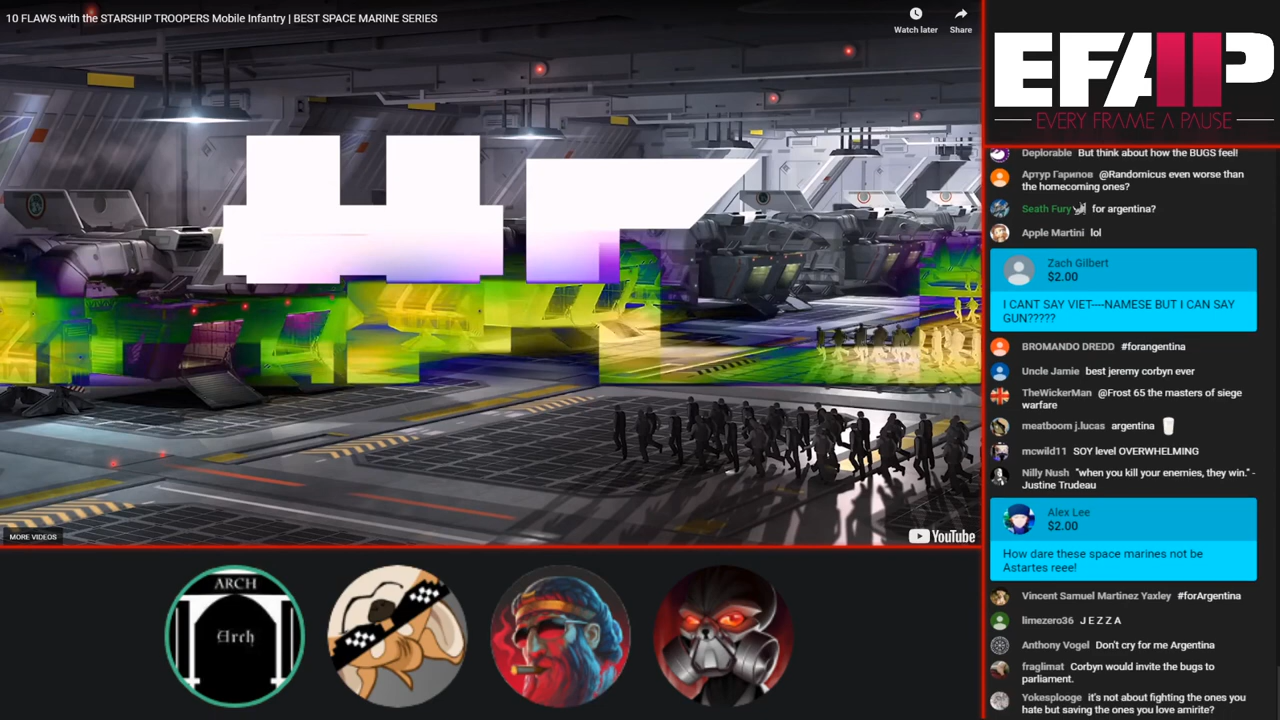 10 FLAWS with the STARSHIP TROOPERS Mobile Infantry | BEST SPACE MARINE SERIES
Watch later
Share
#7
MORE VIDEOS
YouTube
ARCH
Arch
EFAP
EVERY FRAME A PAUSE
Deplorable But think about how the BUGS feel!
Артур Гарипов @Randomicus even worse than
the homecoming ones?
Seath Fury for argentina?
Apple Martini lol
Zach Gilbert
$2.00
I CANT SAY VIET----NAMESE BUT I CAN SAY
GUN?????
BROMANDO DREDD #forangentina
Uncle Jamie best jeremy corbyn ever
TheWickerMan @Frost 65 the masters of siege
warfare
meatboom j.lucas argentina
mcwild11 SOY level OVERWHELMING
Nilly Nush "when you kill your enemies, they win." -
Justine Trudeau
Alex Lee
$2.00
How dare these space marines not be
Astartes reee!
Vincent Samuel Martinez Yaxley #forArgentina
limezero36 J E Z Z A
Anthony Vogel Don't cry for me Argentina
fraglimat Corbyn would invite the bugs to
parliament.
Yokesplooge it's not about fighting the ones you
hate but saving the ones you love amirite?